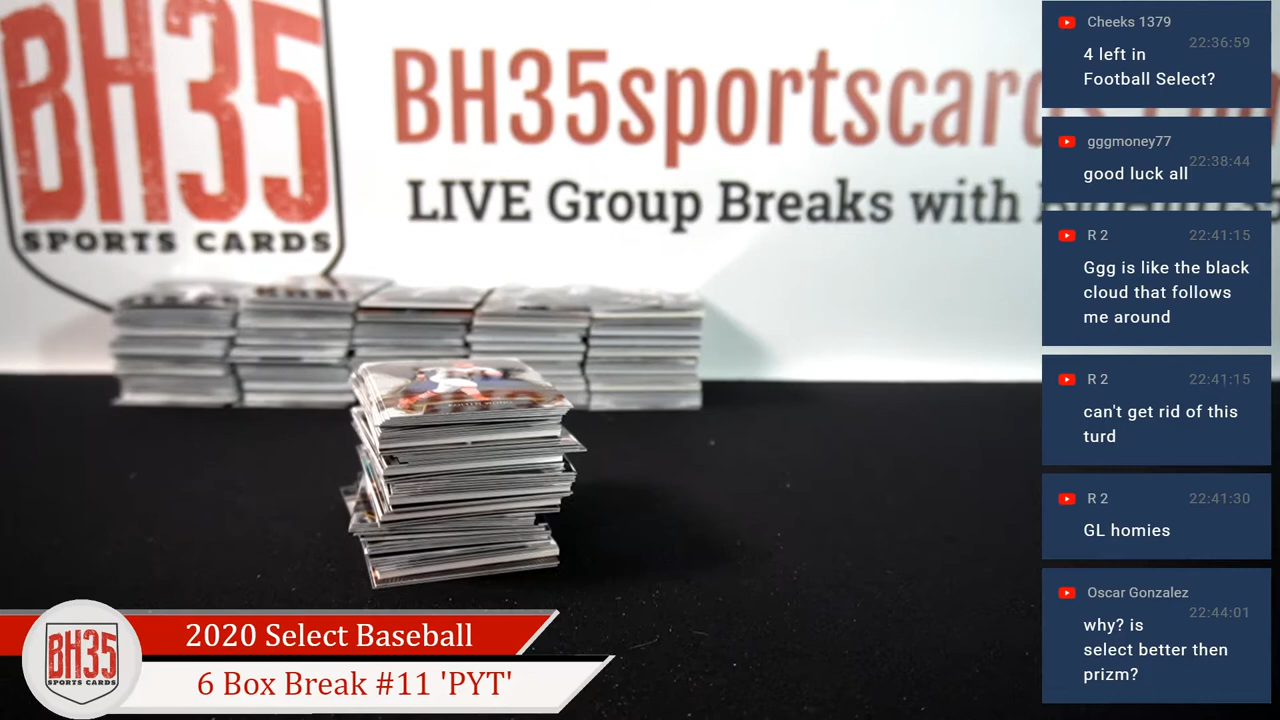 BH35
SPORTS CARDS
BH35sportscards
LIVE Group Breaks with
Cheeks 1379
22:36:59
4 left in
Football Select?
gggmoney77
22:38:44
good luck all
R 2
22:41:15
Ggg is like the black
cloud that follows
me around
R 2
22:41:15
can't get rid of this
turd
R 2
22:41:30
GL homies
Oscar Gonzalez
22:44:01
why? is
select better then
prizm?
BH35
SPORTS CARDS
2020 Select Baseball
6 Box Break #11 'PYT'